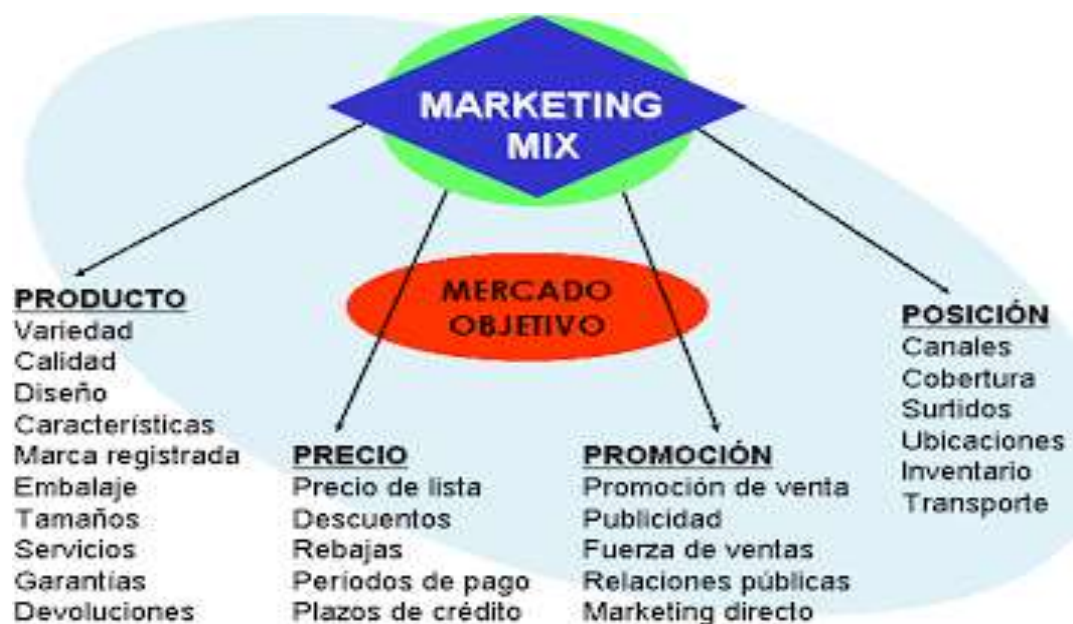 MARKETING
MIX
MERCADO
OBJETIVO
PRODUCTO
Variedad
Calidad
Diseño
Características
Marca registrada
Embalaje
Tamaños
Servicios
Garantías
Devoluciones
PRECIO
Precio de lista
Descuentos
Rebajas
Períodos de pago
Plazos de crédito
PROMOCIÓN
Promoción de venta
Publicidad
Fuerza de ventas
Relaciones públicas
Marketing directo
POSICIÓN
Canales
Cobertura
Surtidos
Ubicaciones
Inventario
Transporte